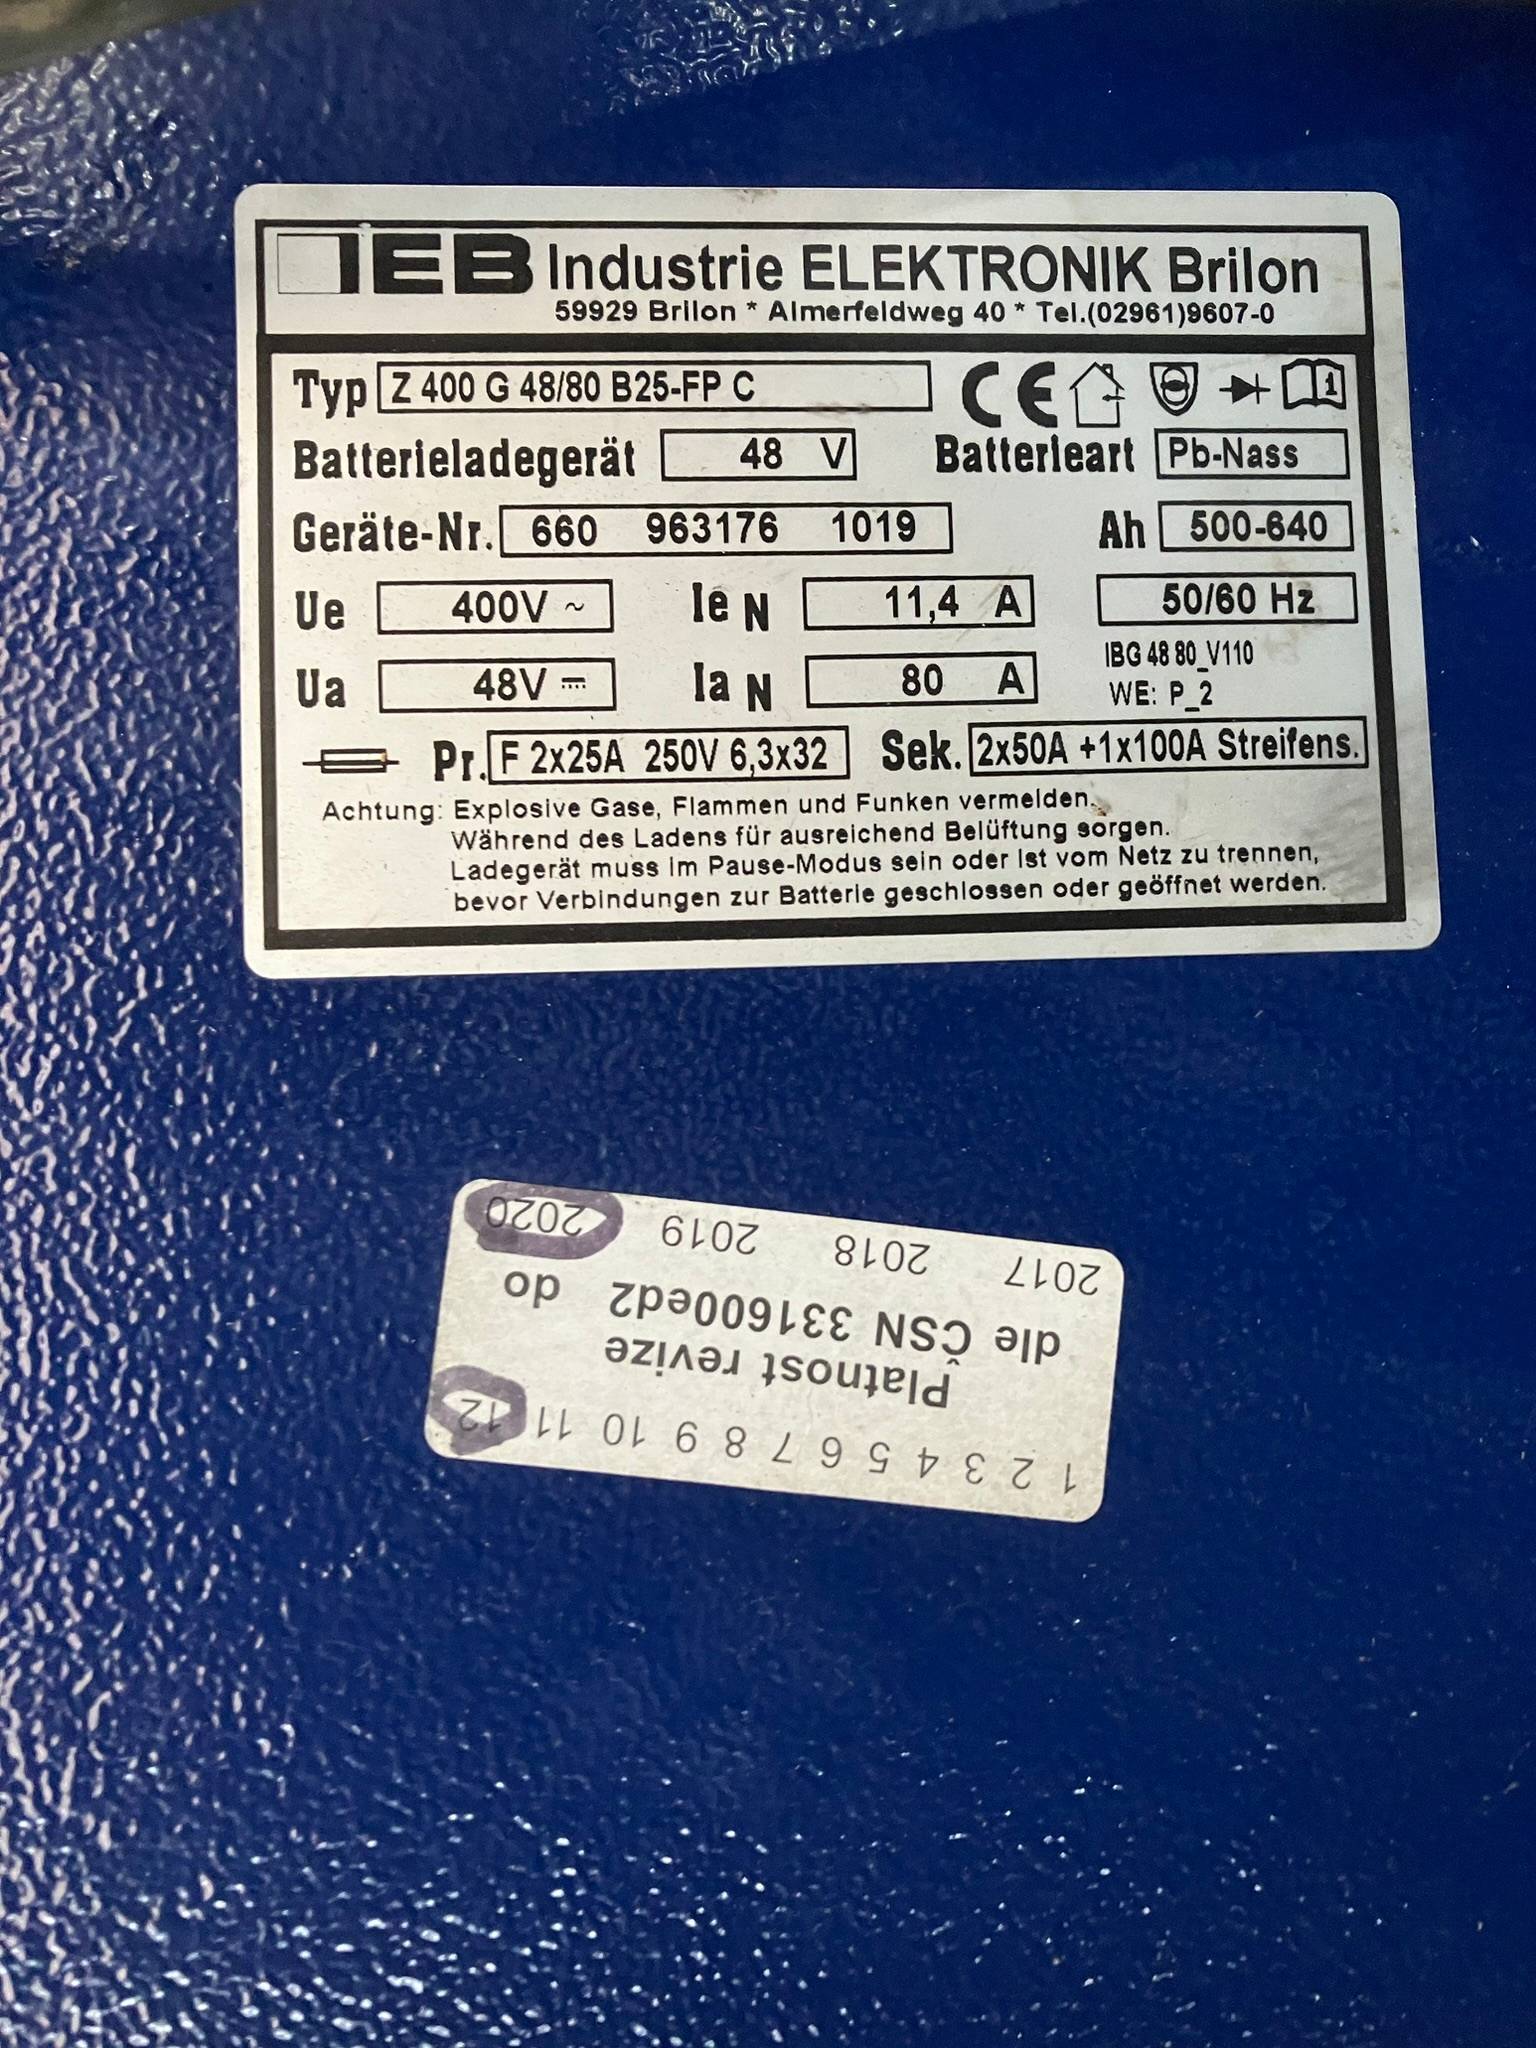 IEB Industrie ELEKTRONIK Brilon
59929 Brilon * Almerfeldweg 40 * Tel.(02961)9607-0
Typ Z 400 G 48/80 B25-FP C CE
Batterieladegerät 48 V Batterieart Pb-Nass
Geräte-Nr. 660 963176 1019 Ah 500-640
Ue 400V ~ Ie N 11,4 A 50/60 Hz
IBG 48 80_V110
Ua 48V Ia N 80 A WE: P_2
Pr. F 2x25A 250V 6,3x32 Sek. 2x50A +1x100A Streifens.
Achtung: Explosive Gase, Flammen und Funken vermeiden.
Während des Ladens für ausreichend Belüftung sorgen.
Ladegerät muss im Pause-Modus sein oder ist vom Netz zu trennen,
bevor Verbindungen zur Batterie geschlossen oder geöffnet werden.
1 2 3 4 5 6 7 8 9 10 11 12
Platnost revize
dle ČSN 331600ed2 do
2017 2018 2019 2020